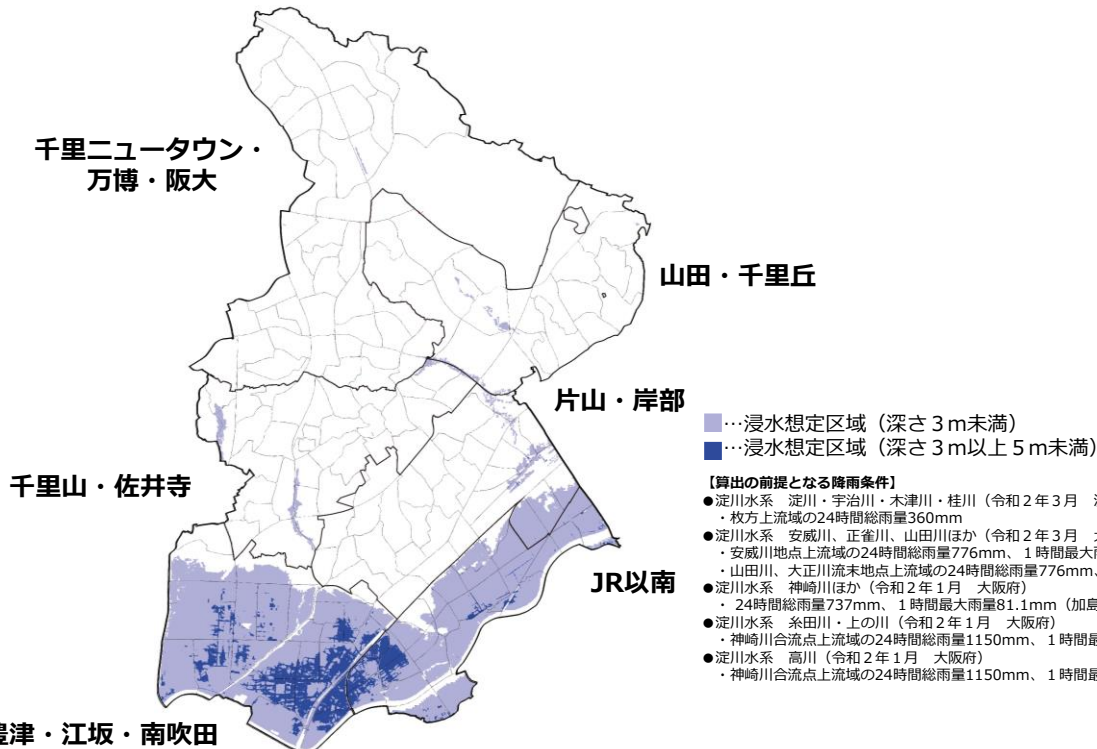 千里ニュータウン・
万博・阪大
山田・千里丘
片山・岸部
千里山・佐井寺
JR以南
豊津・江坂・南吹田
…浸水想定区域(深さ3m未満)
…浸水想定区域(深さ3m以上5m未満)
【算出の前提となる降雨条件】
●淀川水系 淀川・宇治川・木津川・桂川(令和2年3月
・枚方上流域の24時間総雨量360mm
●淀川水系 安威川、正雀川、山田川ほか(令和2年3月
・安威川地点上流域の24時間総雨量776mm、1時間最大雨
・山田川、大正川流末地点上流域の24時間総雨量776mm、
●淀川水系 神崎川ほか(令和2年1月 大阪府)
・ 24時間総雨量737mm、1時間最大雨量81.1mm(加島
●淀川水系 糸田川・上の川(令和2年1月 大阪府)
・神崎川合流点上流域の24時間総雨量1150mm、1時間最
●淀川水系 高川(令和2年1月 大阪府)
・神崎川合流点上流域の24時間総雨量1150mm、1時間最